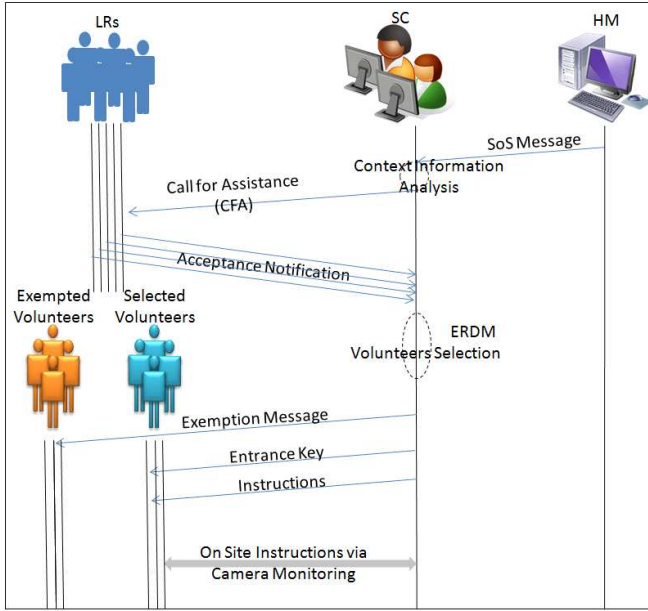 LRs
SC
HM
SoS Message
Context Information
Analysis
Call for Assistance
(CFA)
Acceptance Notification
Exempted
Volunteers
Selected
Volunteers
ERDM
Volunteers Selection
Exemption Message
Entrance Key
Instructions
On Site Instructions via
Camera Monitoring